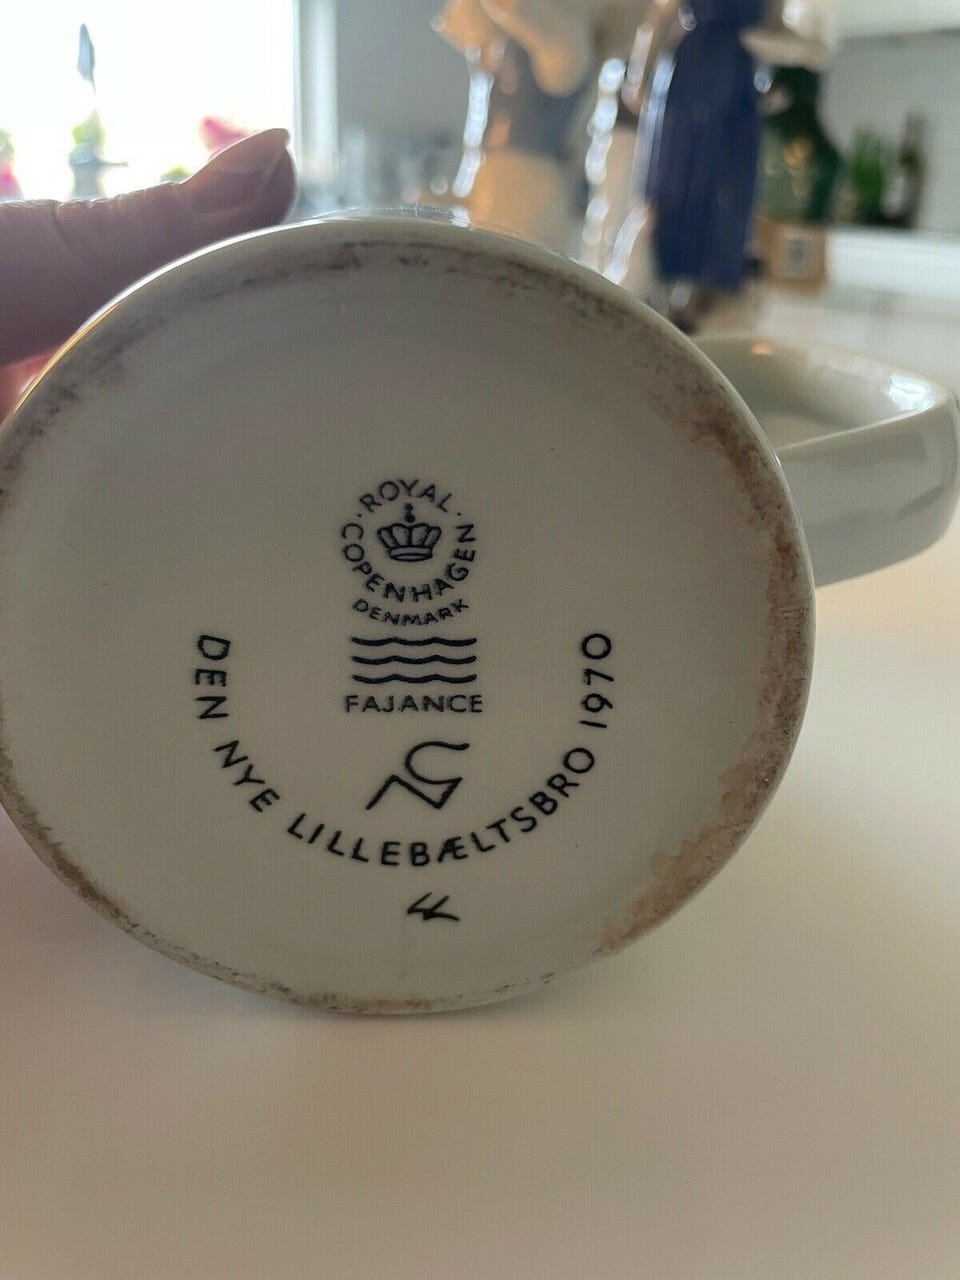 ROYAL
COPENHAGEN
DENMARK
FAJANCE
DEN NYE LILLEBÆLTSBRO 1970